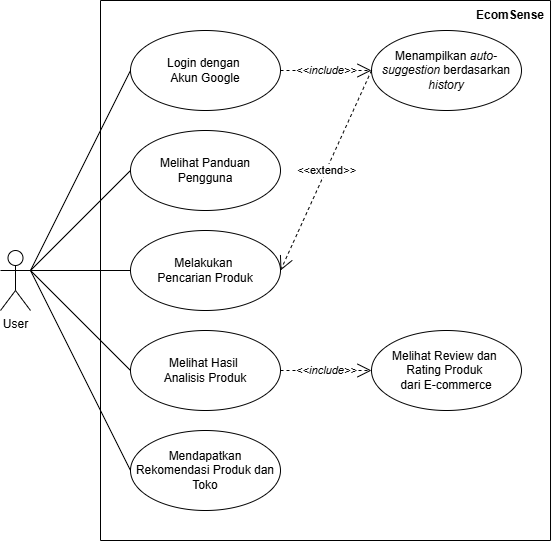 EcomSense
Login dengan
Akun Google
<<include>>
Menampilkan auto-
suggestion berdasarkan
history
Melihat Panduan
Pengguna
<<extend>>
Melakukan
Pencarian Produk
User
Melihat Hasil
Analisis Produk
<<include>>
Melihat Review dan
Rating Produk
dari E-commerce
Mendapatkan
Rekomendasi Produk dan
Toko